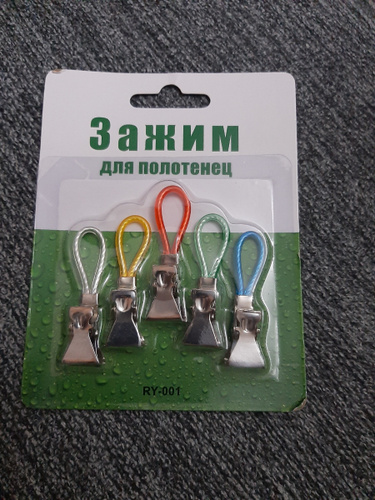 Зажим
для полотенец
RY-001